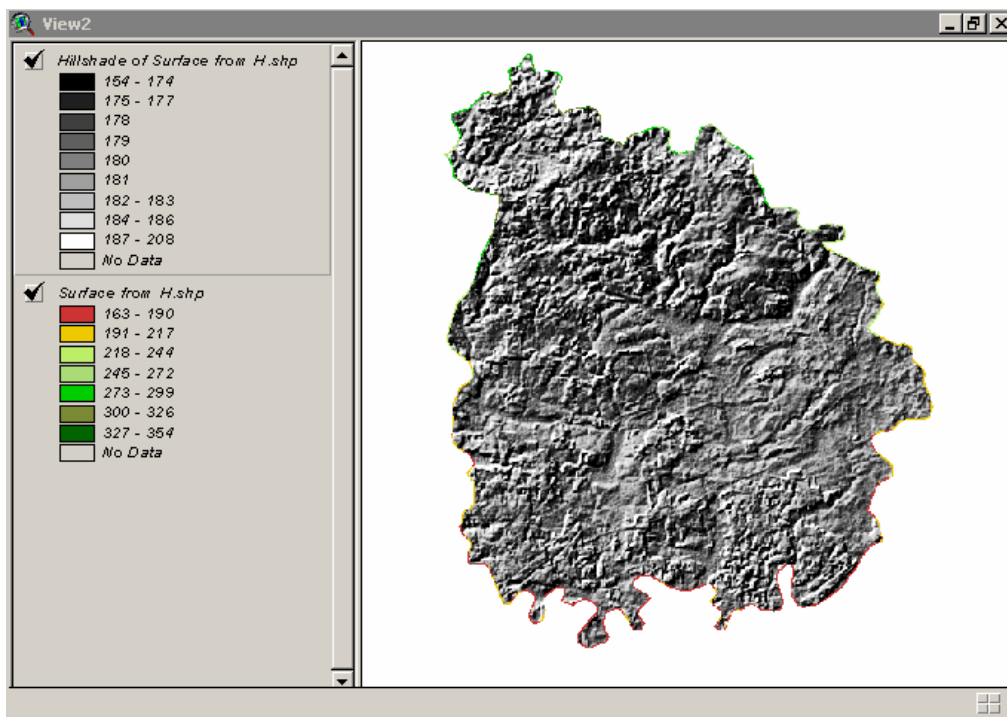 View2
Hillshade of Surface from H.shp
154 - 174
175 - 177
178
179
180
181
182 - 183
184 - 186
187 - 208
No Data
Surface from H.shp
163 - 190
191 - 217
218 - 244
245 - 272
273 - 299
300 - 326
327 - 354
No Data